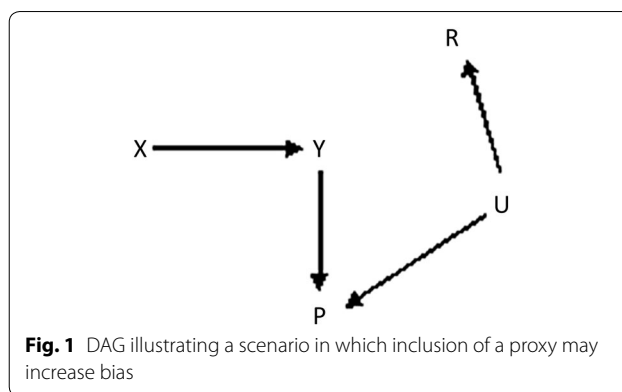 R
X
Y
U
P
Fig. 1 DAG illustrating a scenario in which inclusion of a proxy may
increase bias